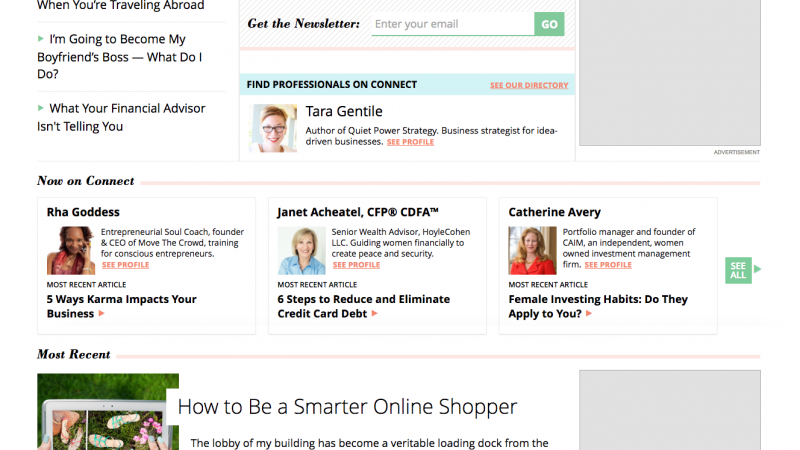 When You're Traveling Abroad
I'm Going to Become My
Boyfriend's Boss — What Do I
Do?
What Your Financial Advisor
Isn't Telling You
Get the Newsletter:
Enter your email
GO
FIND PROFESSIONALS ON CONNECT
SEE OUR DIRECTORY
Tara Gentile
Author of Quiet Power Strategy. Business strategist for idea-
driven businesses. SEE PROFILE
ADVERTISEMENT
Now on Connect
Rha Goddess
Entrepreneurial Soul Coach, founder
& CEO of Move The Crowd, training
for conscious entrepreneurs.
SEE PROFILE
MOST RECENT ARTICLE
5 Ways Karma Impacts Your
Business
Janet Acheatel, CFP® CDFA™
Senior Wealth Advisor, HoyleCohen
LLC. Guiding women financially to
create peace and security.
SEE PROFILE
MOST RECENT ARTICLE
6 Steps to Reduce and Eliminate
Credit Card Debt
Catherine Avery
Portfolio manager and founder of
CAIM, an independent, women
owned investment management
firm. SEE PROFILE
MOST RECENT ARTICLE
Female Investing Habits: Do They
Apply to You?
SEE
ALL
Most Recent
How to Be a Smarter Online Shopper
The lobby of my building has become a veritable loading dock from the